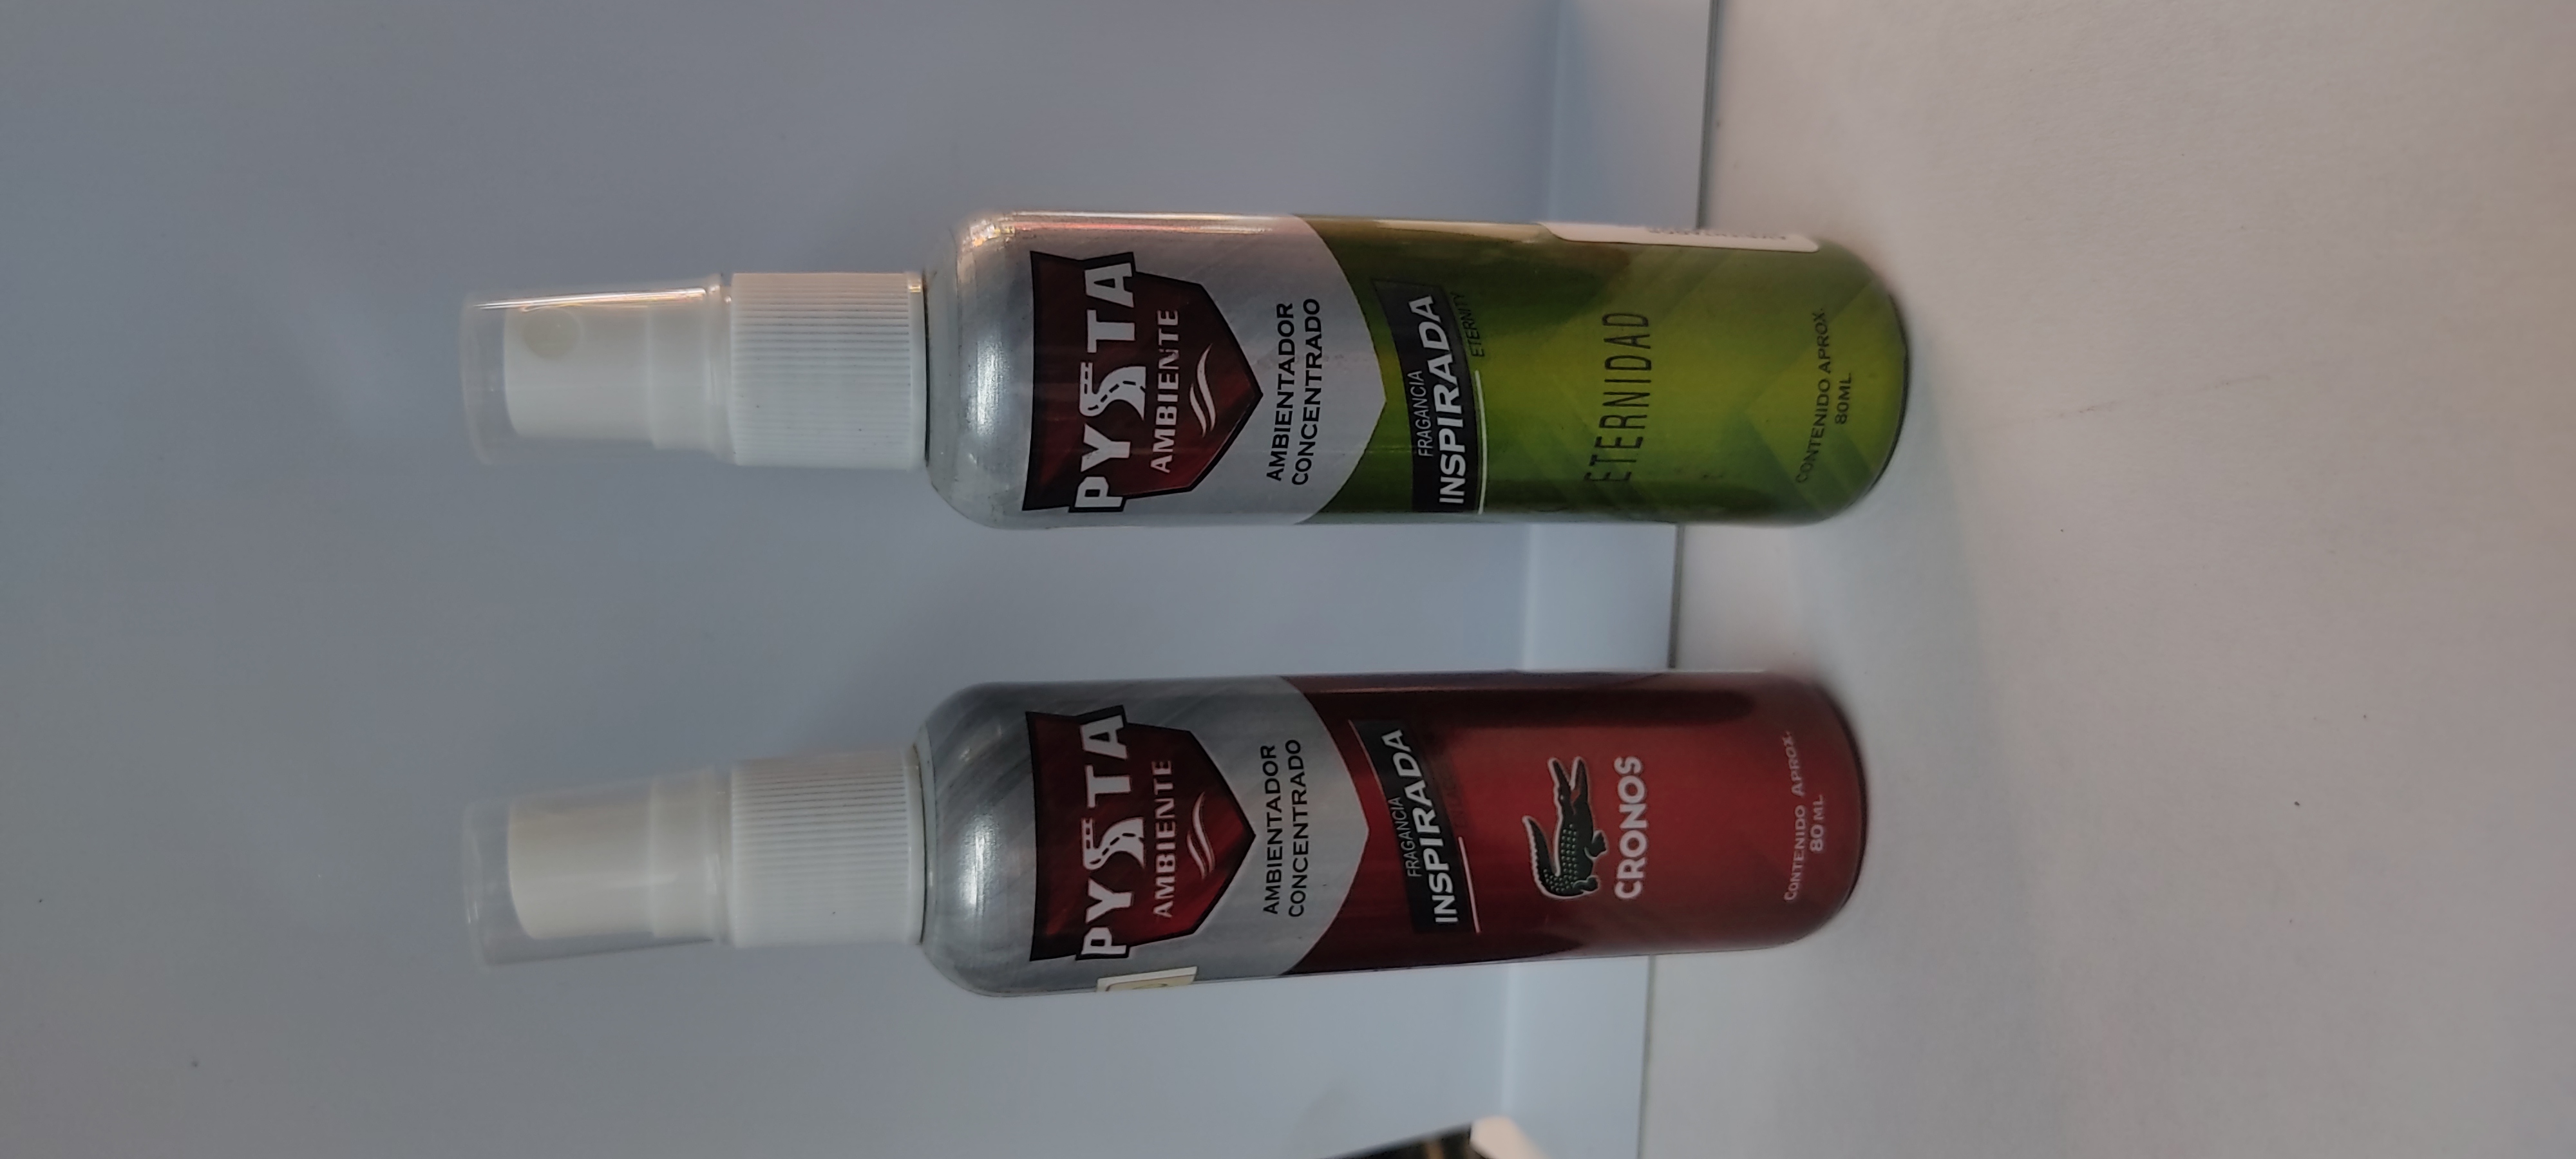 PYSTA
AMBIENTE
AMBIENTADOR
CONCENTRADO
FRAGANCIA
INSPIRADA
CRONOS
CONTENIDO APROX.
80 ML
PYSTA
AMBIENTE
AMBIENTADOR
CONCENTRADO
FRAGANCIA
INSPIRADA
ETERNITY
ETERNIDAD
CONTENIDO APROX.
80ML